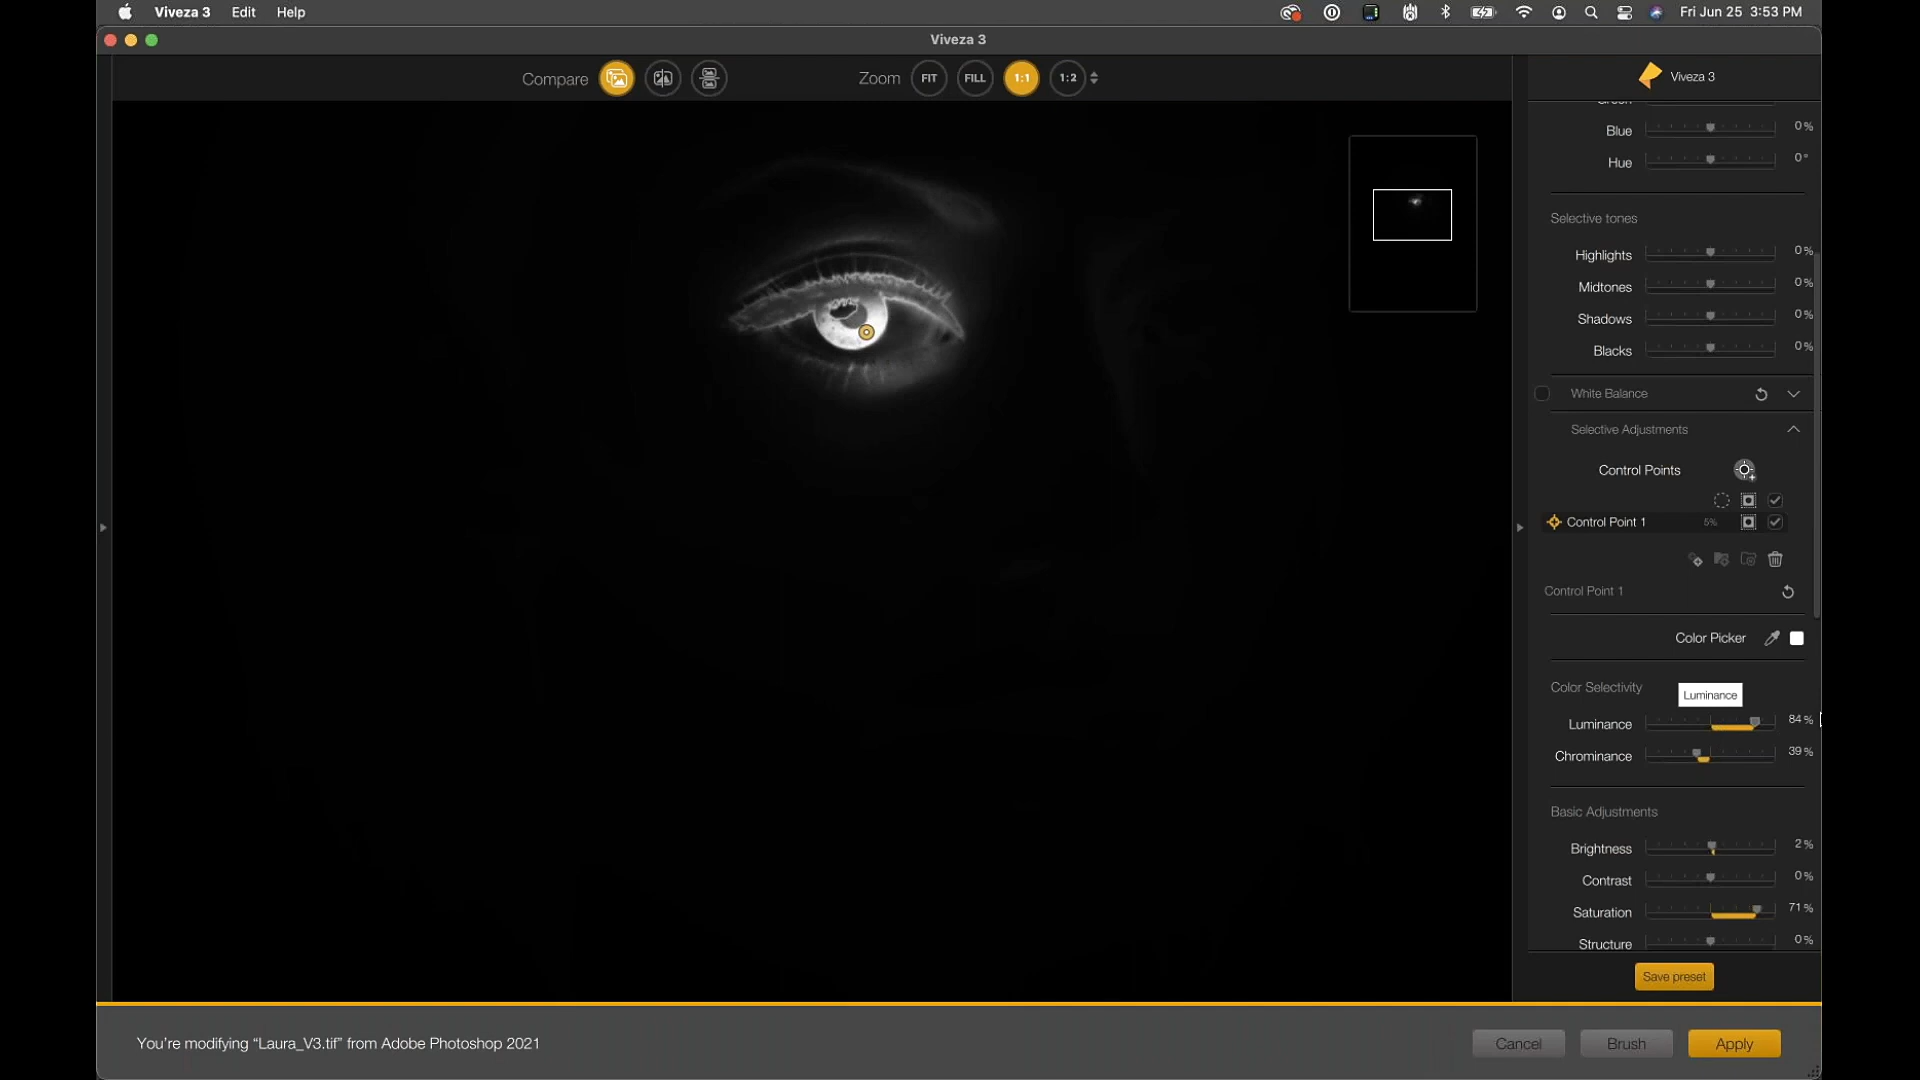 Viveza 3 Edit Help Fri Jun 25 3:53 PM
Viveza 3
Compare Zoom FIT FILL 1:1 1:2
Viveza 3
Green
Blue 0%
Hue 0°
Selective tones
Highlights 0%
Midtones 0%
Shadows 0%
Blacks 0%
White Balance
Selective Adjustments
Control Points
Control Point 1 5%
Control Point 1
Color Picker
Color Selectivity
Luminance
Luminance 84%
Chrominance 39%
Basic Adjustments
Brightness 2%
Contrast 0%
Saturation 71%
Structure 0%
Save preset
You're modifying “Laura_V3.tif” from Adobe Photoshop 2021
Cancel Brush Apply